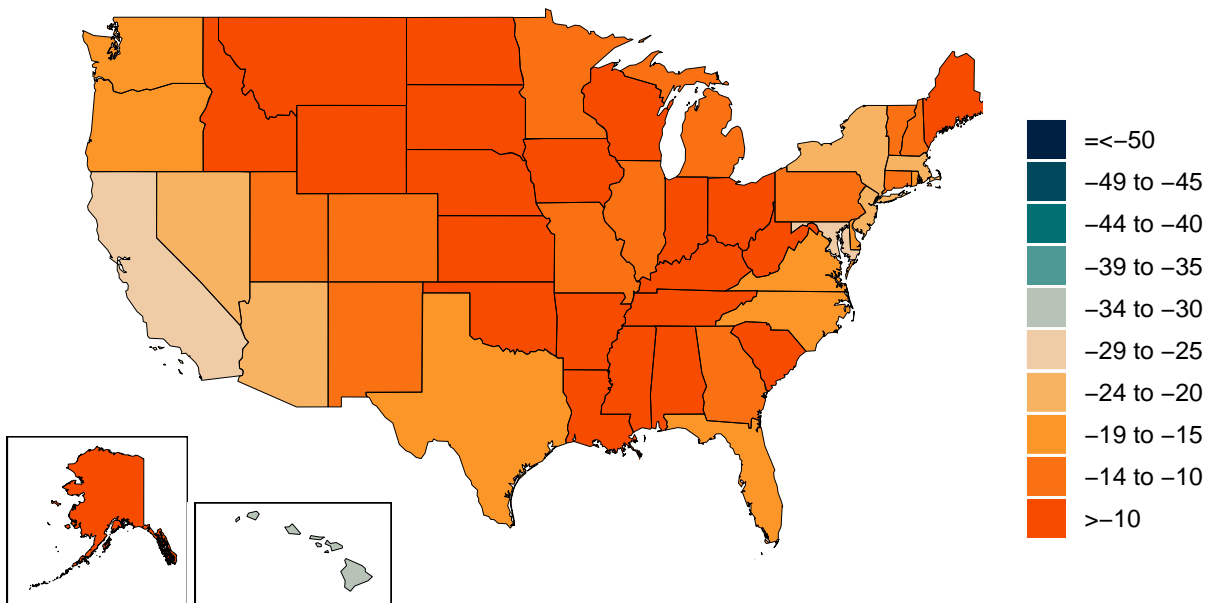 =<−50
−49 to −45
−44 to −40
−39 to −35
−34 to −30
−29 to −25
−24 to −20
−19 to −15
−14 to −10
>−10